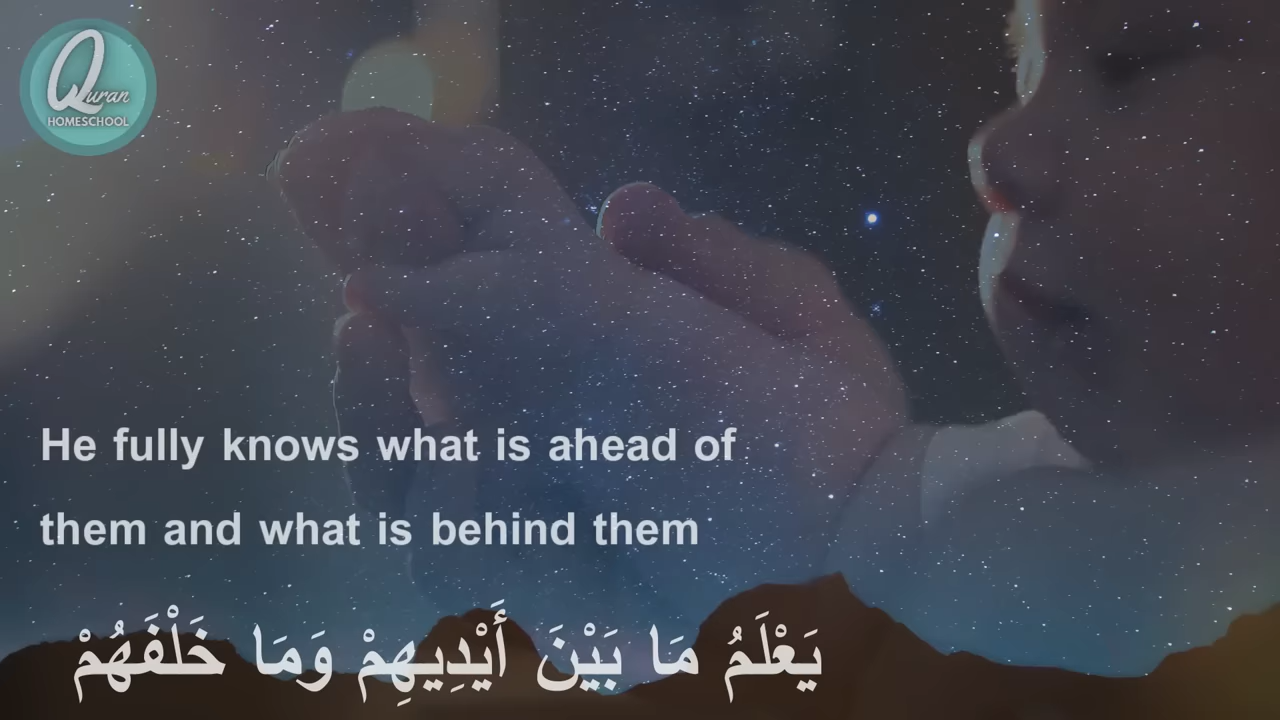 Quran
HOMESCHOOL
He fully knows what is ahead of
them and what is behind them
يَعْلَمُ مَا بَيْنَ أَيْدِيهِمْ وَمَا خَلْفَهُمْ